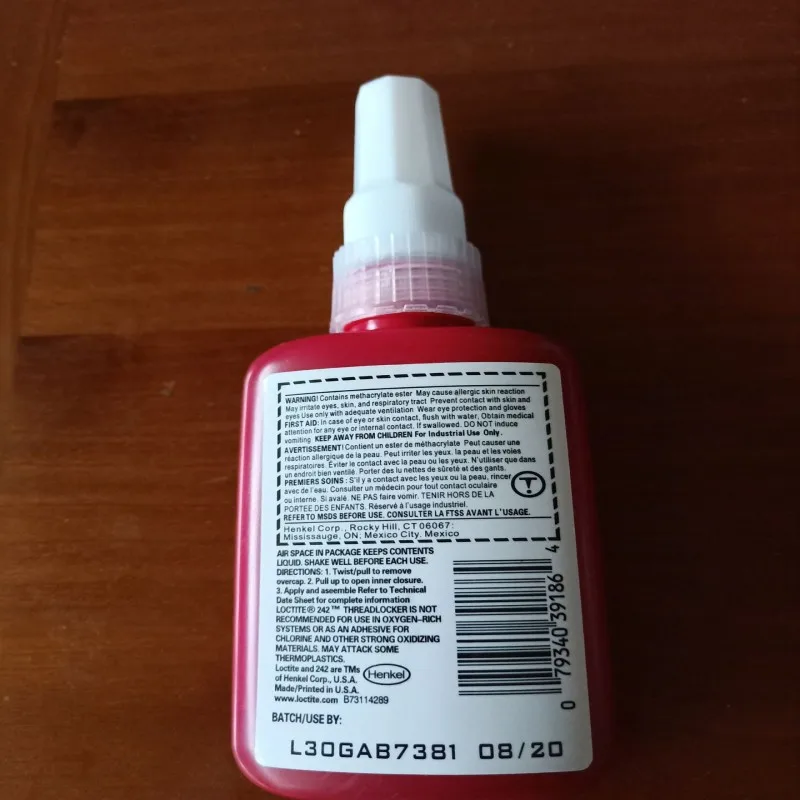 WARNING! Contains methacrylate ester May cause allergic skin reaction
May irritate eyes, skin, and respiratory tract Prevent contact with skin and
eyes Use only with adequate ventilation Wear eye protection and gloves
FIRST AID: In case of eye or skin contact, flush with water, Obtain medical
attention for any eye or internal contact. If swallowed. DO NOT induce
vomiting KEEP AWAY FROM CHILDREN For Industrial Use Only.
AVERTISSEMENT! Contient un ester de méthacrylate Peut causer une
réaction allergique de la peau. Peut irriter les yeux. la peau et les voies
respiratoires. Éviter le contact avec la peau ou les yeux. N'utiliser que dans
un endroit bien ventilé. Porter des lu nettes de sûreté et des gants.
PREMIERS SOINS : S'il y a contact avec les yeux ou la peau, rincer
avec de l'eau. Consulter un médecin pour tout contact oculaire
ou interne. Si avalé. NE PAS faire vomir. TENIR HORS DE LA
PORTEE DES ENFANTS. Réservé à l'usage industriel.
REFER TO MSDS BEFORE USE. CONSULTER LA FTSS AVANT L'USAGE.
Henkel Corp., Rocky Hill, CT 06067:
Mississauge, ON; México City, México
AIR SPACE IN PACKAGE KEEPS CONTENTS
LIQUID. SHAKE WELL BEFORE EACH USE.
DIRECTIONS: 1. Twist/pull to remove
overcap. 2. Pull up to open inner closure.
3. Apply and aseemble Refer to Technical
Date Sheet for complete information
LOCTITE® 242™ THREADLOCKER IS NOT
RECOMMENDED FOR USE IN OXYGEN-RICH
SYSTEMS OR AS AN ADHESIVE FOR
CHLORINE AND OTHER STRONG OXIDIZING
MATERIALS. MAY ATTACK SOME
THERMOPLASTICS.
Loctite and 242 are TMs
of Henkel Corp., U.S.A.
Made/Printed in U.S.A.
www.loctite.com B73114289
Henkel
0 79340 39186 4
BATCH/USE BY:
L30GAB7381 08/20